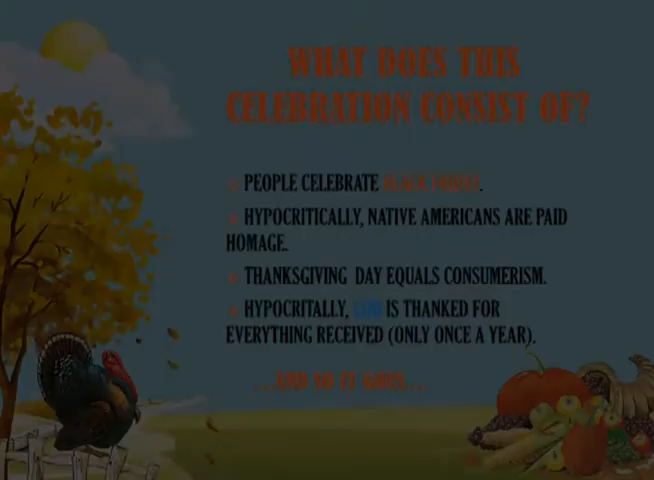 WHAT DOES THIS
CELEBRATION CONSIST OF?
PEOPLE CELEBRATE BLACK FRIDAY.
HYPOCRITICALLY, NATIVE AMERICANS ARE PAID
HOMAGE.
THANKSGIVING DAY EQUALS CONSUMERISM.
HYPOCRITALLY, GOD IS THANKED FOR
EVERYTHING RECEIVED (ONLY ONCE A YEAR).
...AND SO IT GOES...